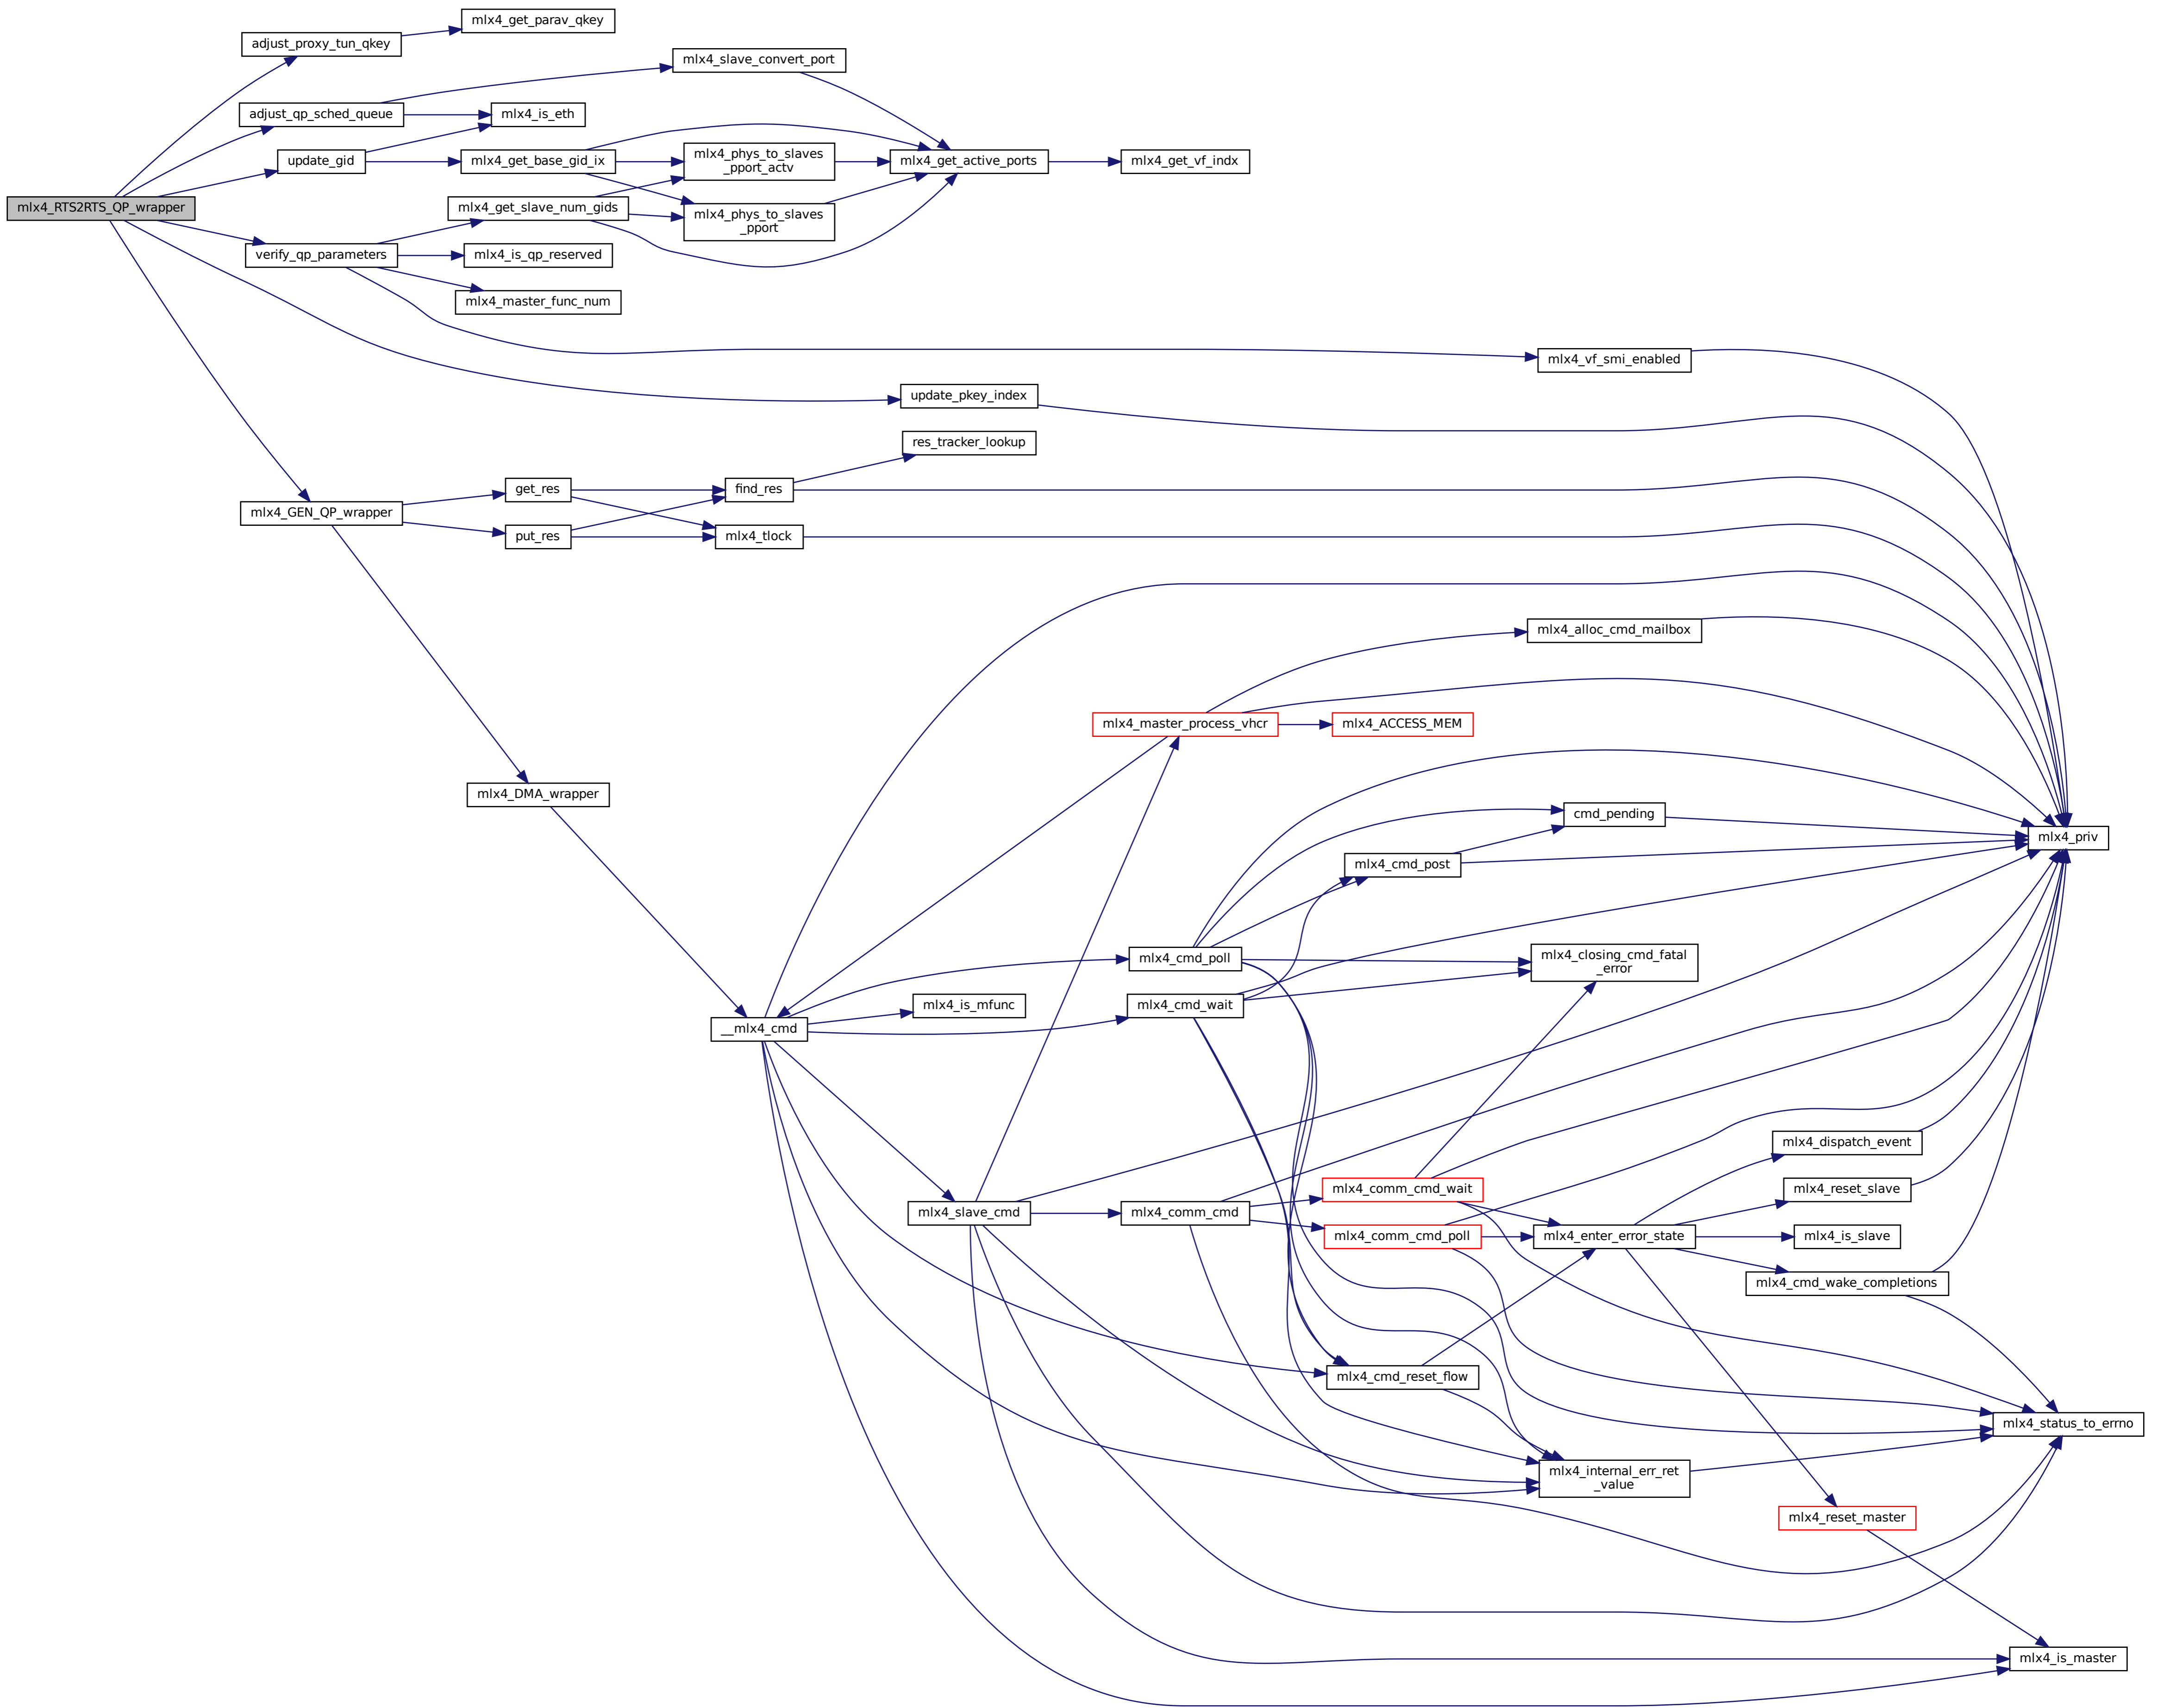 mlx4_get_parav_qkey
adjust_proxy_tun_qkey
mlx4_slave_convert_port
adjust_qp_sched_queue
mlx4_is_eth
update_gid
mlx4_get_base_gid_ix
mlx4_phys_to_slaves
_pport_actv
mlx4_get_active_ports
mlx4_get_vf_indx
mlx4_RTS2RTS_QP_wrapper
mlx4_get_slave_num_gids
mlx4_phys_to_slaves
_pport
verify_qp_parameters
mlx4_is_qp_reserved
mlx4_master_func_num
mlx4_vf_smi_enabled
update_pkey_index
res_tracker_lookup
get_res
find_res
mlx4_GEN_QP_wrapper
put_res
mlx4_tlock
mlx4_alloc_cmd_mailbox
mlx4_master_process_vhcr
mlx4_ACCESS_MEM
mlx4_DMA_wrapper
cmd_pending
mlx4_priv
mlx4_cmd_post
mlx4_cmd_poll
mlx4_closing_cmd_fatal
_error
mlx4_is_mfunc
mlx4_cmd_wait
__mlx4_cmd
mlx4_dispatch_event
mlx4_comm_cmd_wait
mlx4_reset_slave
mlx4_slave_cmd
mlx4_comm_cmd
mlx4_comm_cmd_poll
mlx4_enter_error_state
mlx4_is_slave
mlx4_cmd_wake_completions
mlx4_cmd_reset_flow
mlx4_status_to_errno
mlx4_internal_err_ret
_value
mlx4_reset_master
mlx4_is_master